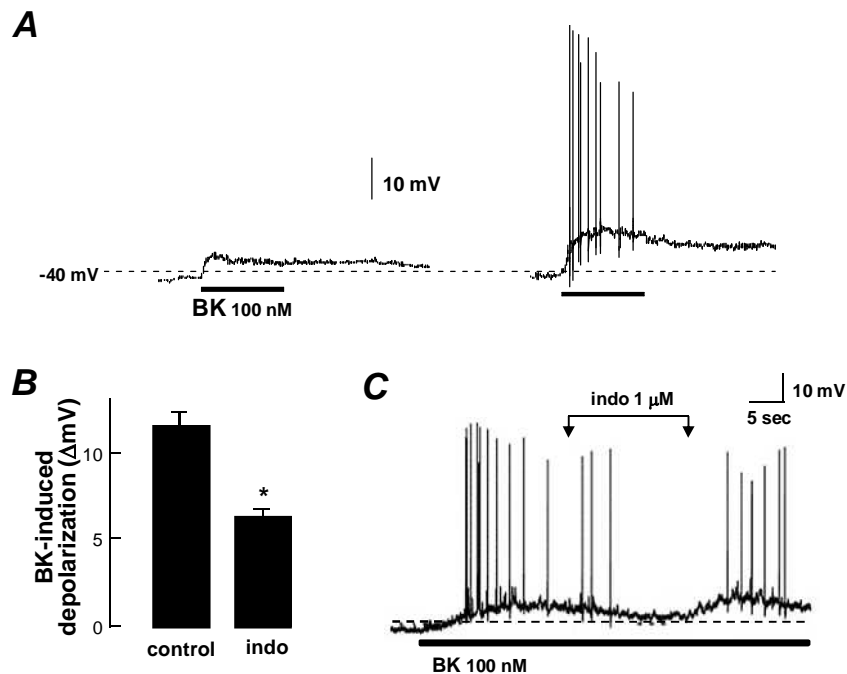 A
10 mV
-40 mV
BK 100 nM
B
BK-induced
depolarization (ΔmV)
10
5
0
*
control
indo
C
10 mV
5 sec
indo 1 μM
BK 100 nM